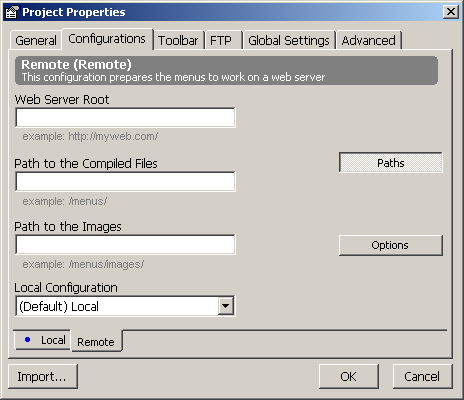 Project Properties
General Configurations Toolbar FTP Global Settings Advanced
Remote (Remote)
This configuration prepares the menus to work on a web server
Web Server Root
example: http://myweb.com/
Path to the Compiled Files
Paths
example: /menus/
Path to the Images
Options
example: /menus/images/
Local Configuration
(Default) Local
Local Remote
Import... OK Cancel